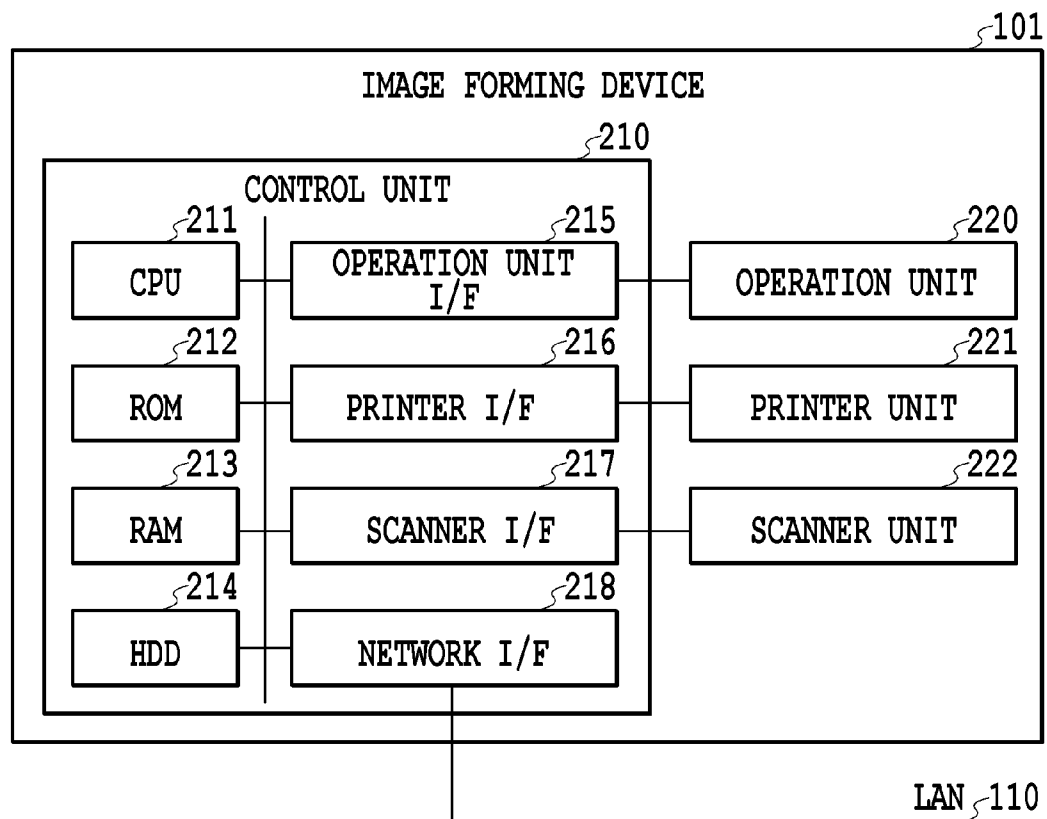 101
IMAGE FORMING DEVICE
210
CONTROL UNIT
211
CPU
215
OPERATION UNIT
I/F
220
OPERATION UNIT
212
ROM
216
PRINTER I/F
221
PRINTER UNIT
213
RAM
217
SCANNER I/F
222
SCANNER UNIT
214
HDD
218
NETWORK I/F
LAN 110